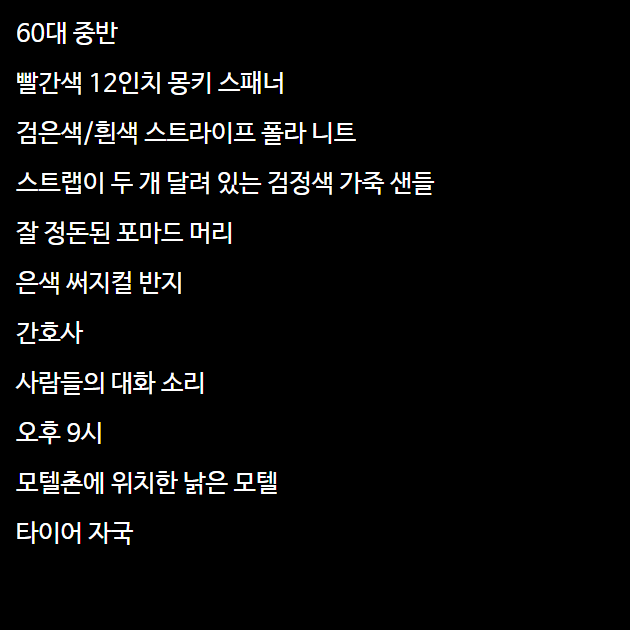 60대 중반
빨간색 12인치 몽키 스패너
검은색/흰색 스트라이프 폴라 니트
스트랩이 두 개 달려 있는 검정색 가죽 샌들
잘 정돈된 포마드 머리
은색 써지컬 반지
간호사
사람들의 대화 소리
오후 9시
모텔촌에 위치한 낡은 모텔
타이어 자국